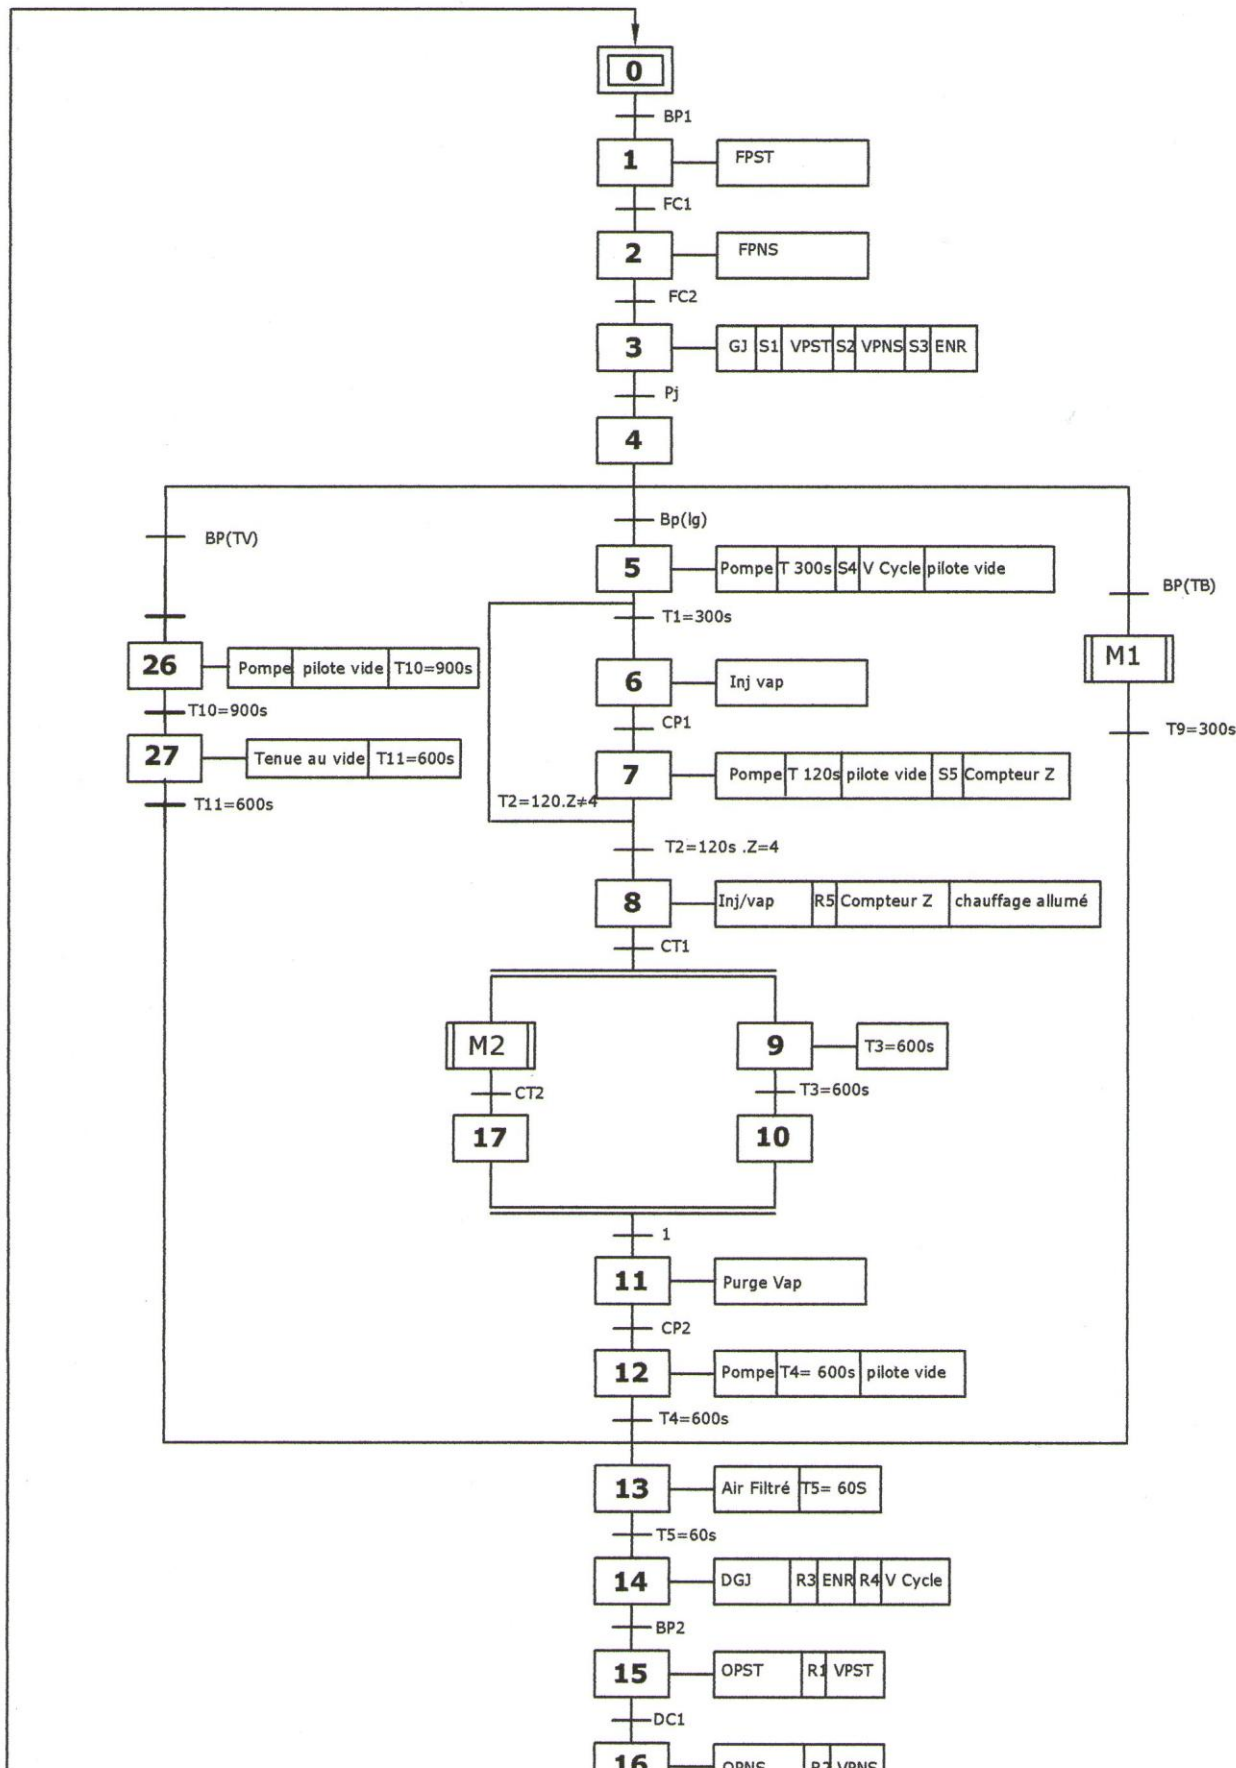 0
BP1
1 FPST
FC1
2 FPNS
FC2
3 GJ S1 VPST S2 VPNS S3 ENR
Pj
4
BP(TV)
Bp(lg)
5 Pompe T 300s S4 V Cycle pilote vide
BP(TB)
T1=300s
M1
26 Pompe pilote vide T10=900s
6 Inj vap
T10=900s
CP1
T9=300s
27 Tenue au vide T11=600s
7 Pompe T 120s pilote vide S5 Compteur Z
T11=600s
T2=120.Z≠4
T2=120s .Z=4
8 Inj/vap R5 Compteur Z chauffage allumé
CT1
M2
9 T3=600s
CT2
T3=600s
17
10
1
11 Purge Vap
CP2
12 Pompe T4= 600s pilote vide
T4=600s
13 Air Filtré T5= 60S
T5=60s
14 DGJ R3 ENR R4 V Cycle
BP2
15 OPST R1 VPST
DC1
16 OPNS R2 VPNS